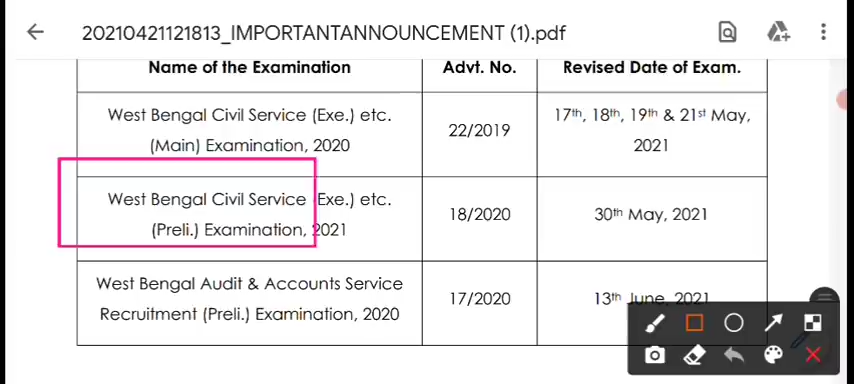 20210421121813_IMPORTANTANNOUNCEMENT (1).pdf
Name of the Examination Advt. No. Revised Date of Exam.
West Bengal Civil Service (Exe.) etc.
(Main) Examination, 2020
22/2019
17th, 18th, 19th & 21st May,
2021
West Bengal Civil Service (Exe.) etc.
(Preli.) Examination, 2021
18/2020
30th May, 2021
West Bengal Audit & Accounts Service
Recruitment (Preli.) Examination, 2020
17/2020
13th June, 2021